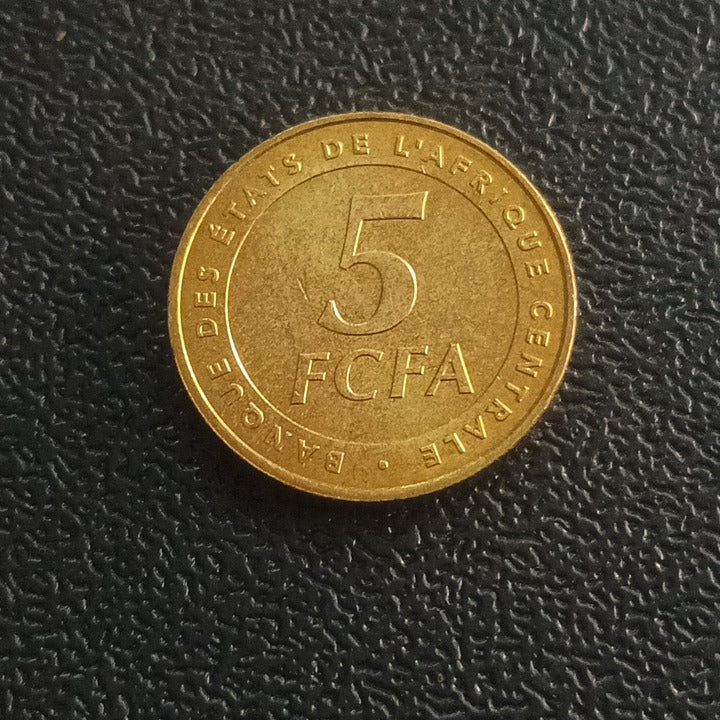 BANQUE DES ÉTATS DE L'AFRIQUE CENTRALE •
5
FCFA